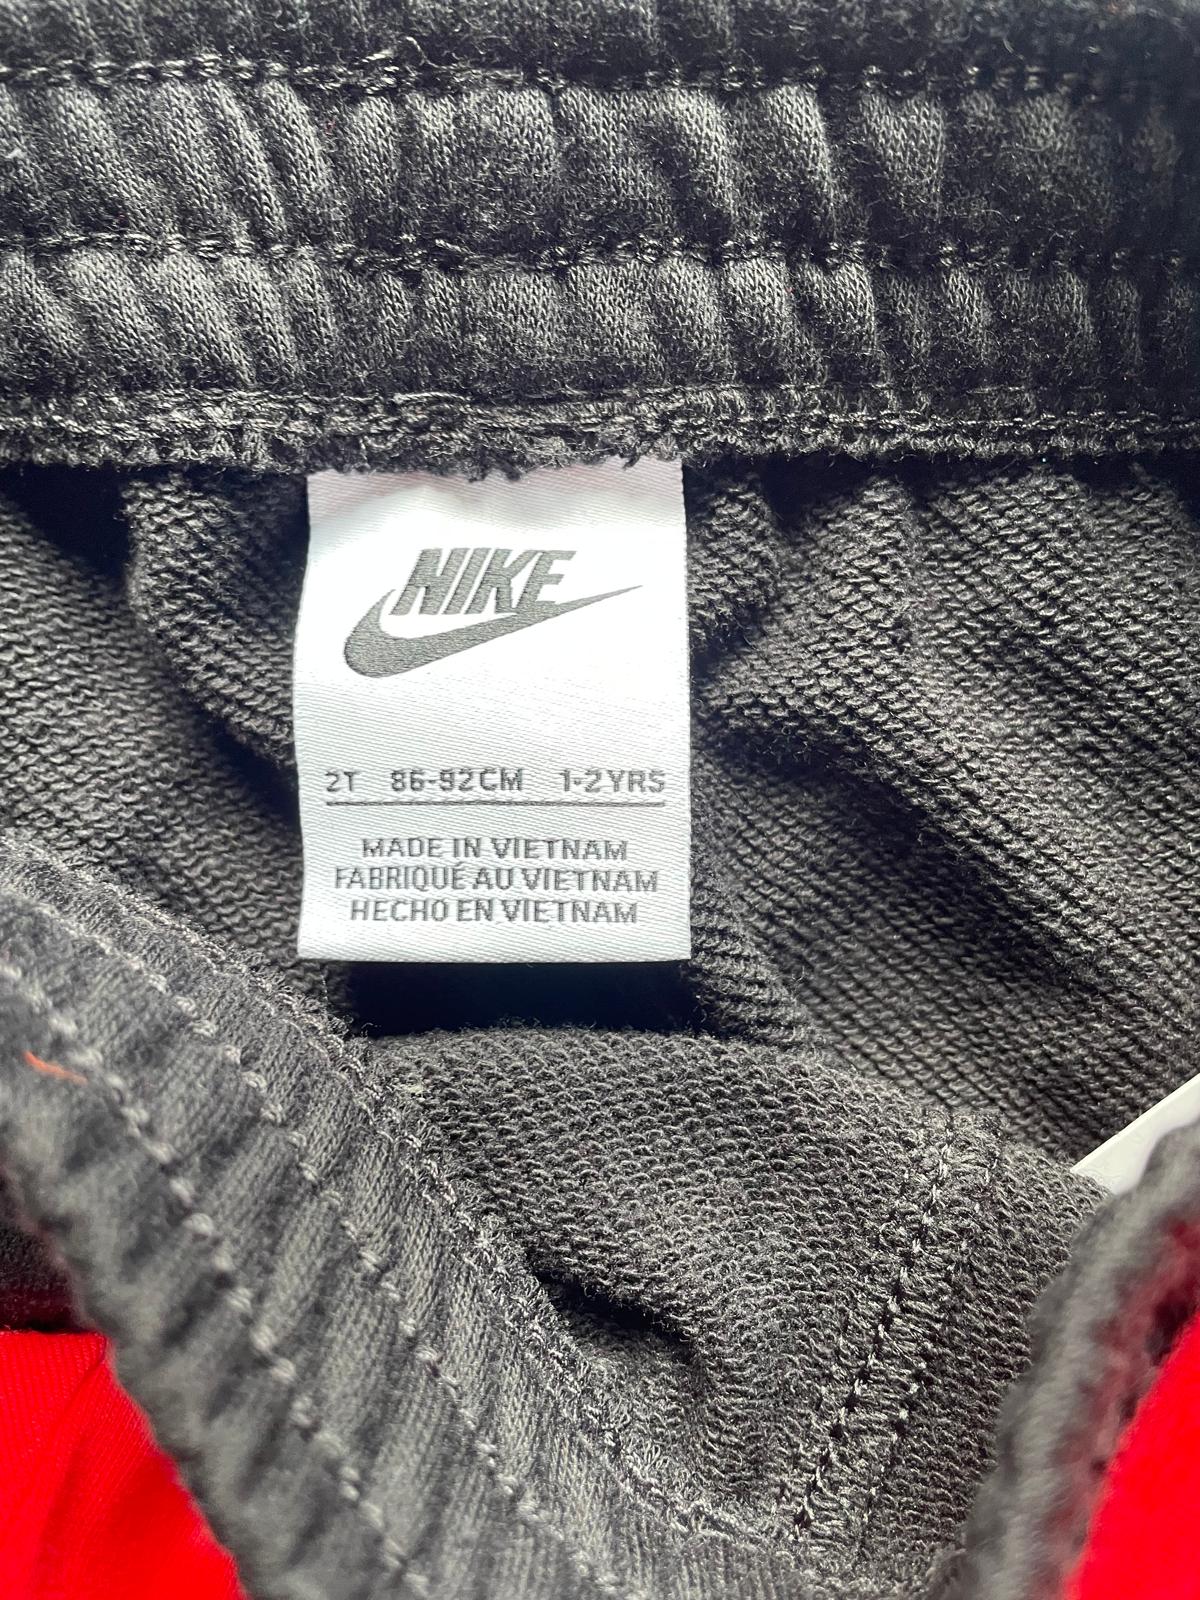 NIKE
2T 86-92CM 1-2YRS
MADE IN VIETNAM
FABRIQUÉ AU VIETNAM
HECHO EN VIETNAM